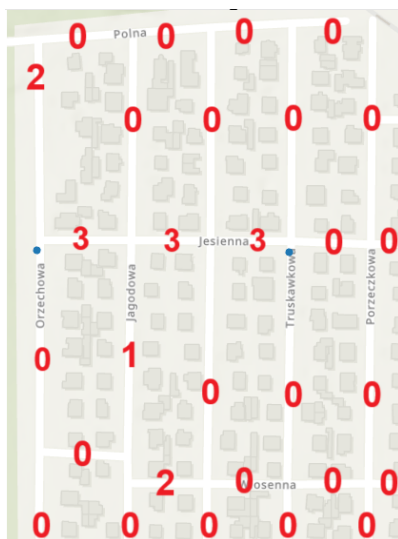 0 0 0 0
Polna
2
0 0 0 0
3 3 Jesienna 3 0 0
Orzechowa
Jagodowa
Truskawkowa
Porzeczkowa
0 1
0 0 0
0
2 0 Wiosenna 0 0
0 0 0 0 0